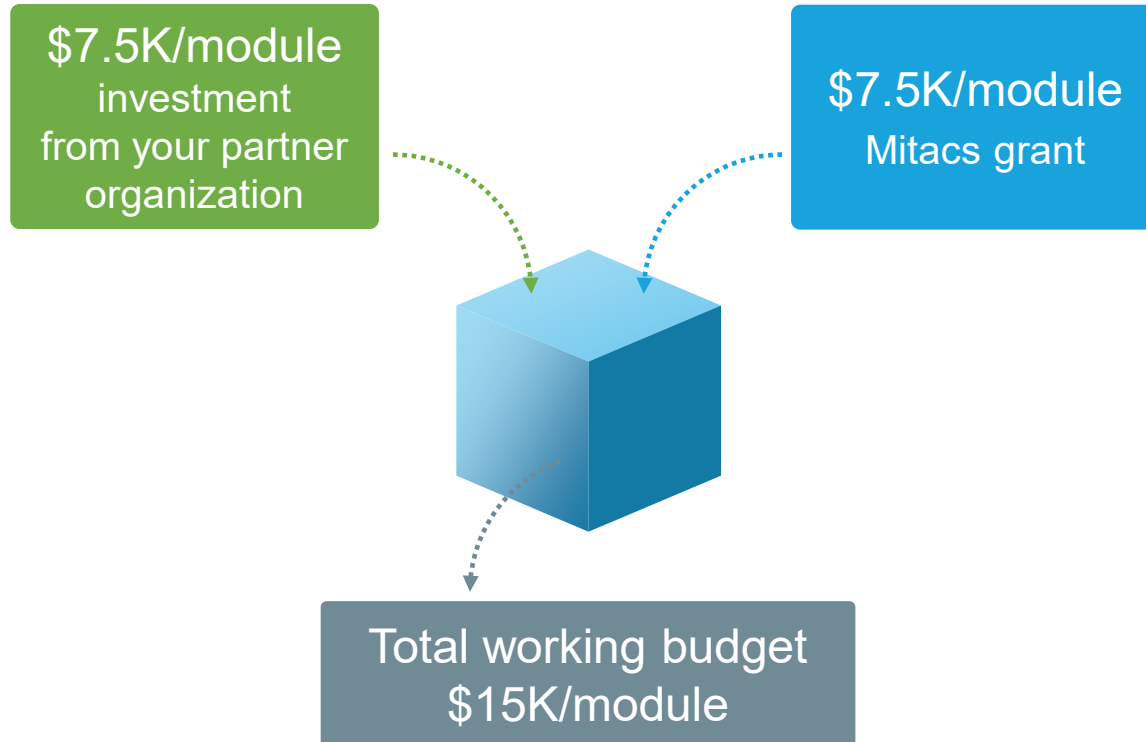 $7.5K/module
investment
from your partner
organization
$7.5K/module
Mitacs grant
Total working budget
$15K/module